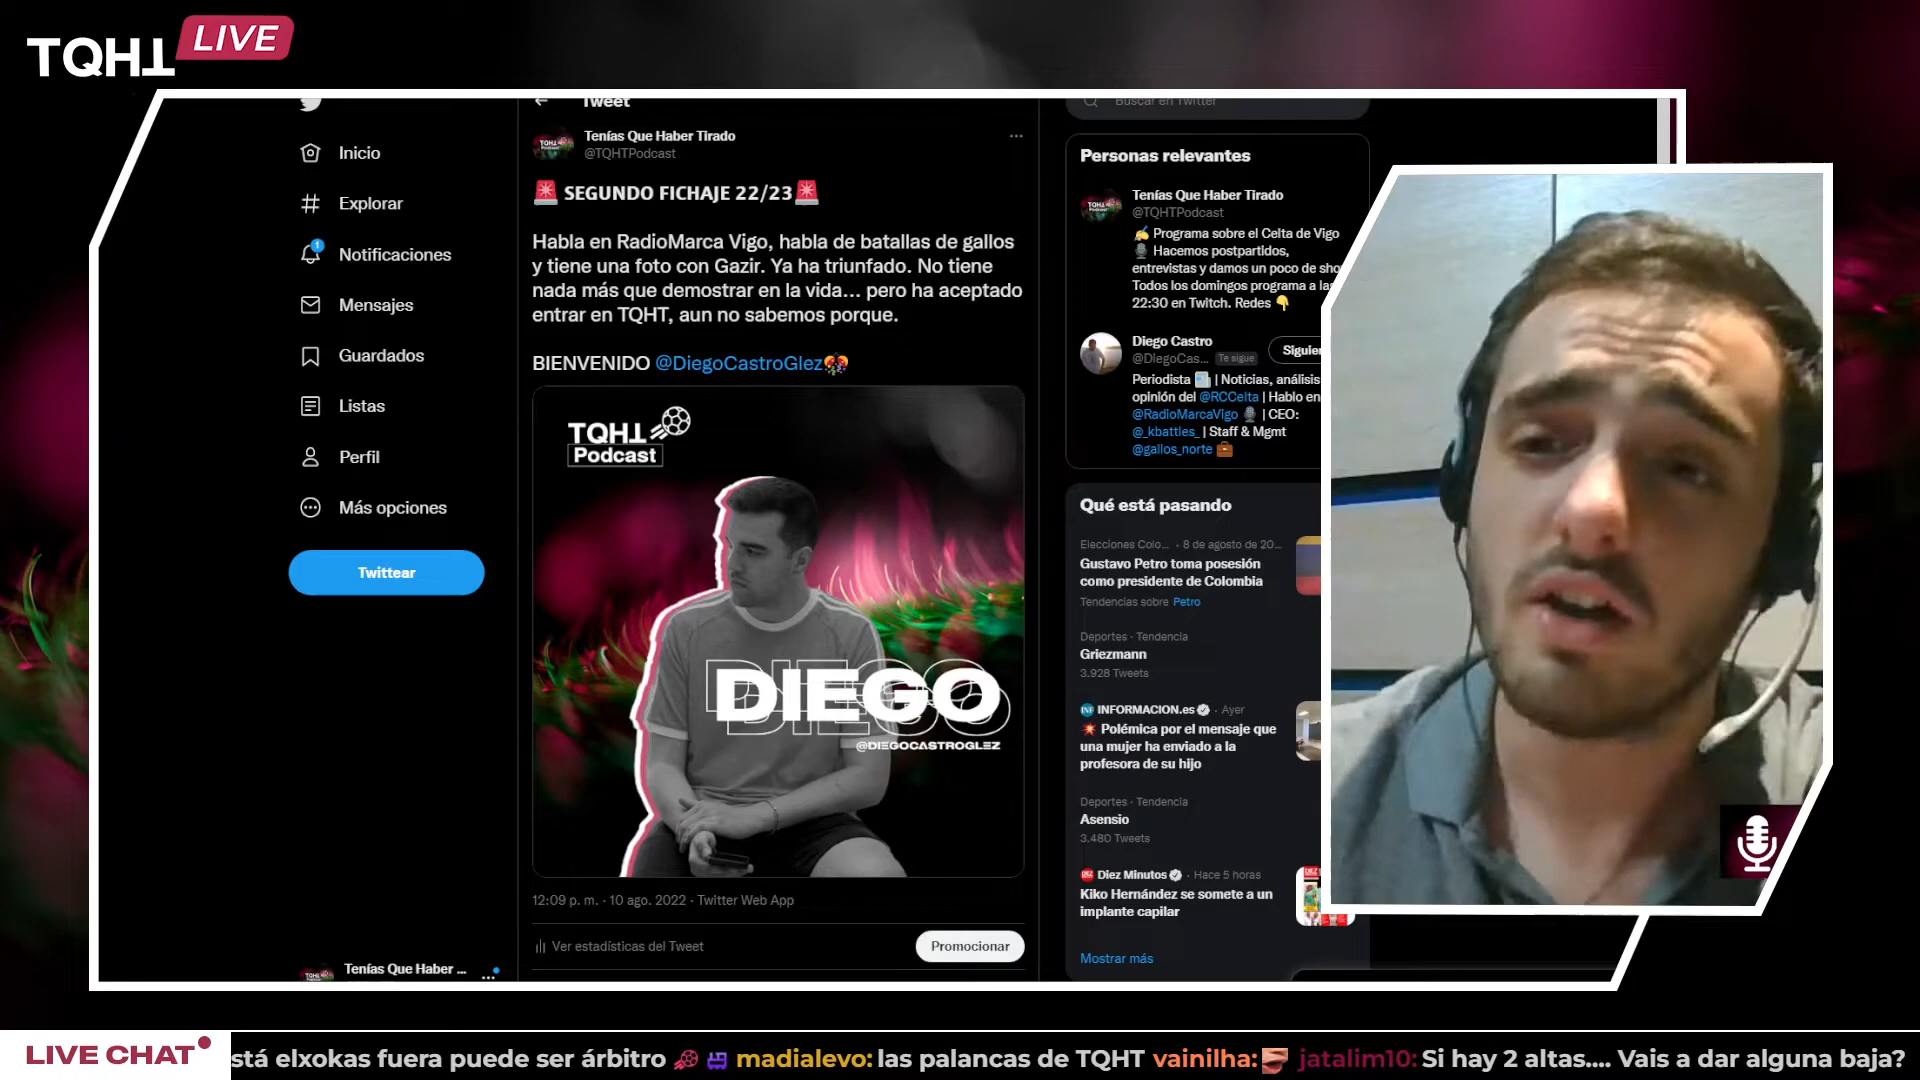 TQHT LIVE
Inicio
Explorar
1
Notificaciones
Mensajes
Guardados
Listas
Perfil
Más opciones
Twittear
Tenías Que Haber ...
Tweet
Tenías Que Haber Tirado
@TQHTPodcast
SEGUNDO FICHAJE 22/23
Habla en RadioMarca Vigo, habla de batallas de gallos
y tiene una foto con Gazir. Ya ha triunfado. No tiene
nada más que demostrar en la vida... pero ha aceptado
entrar en TQHT, aun no sabemos porque.
BIENVENIDO @DiegoCastroGlez
TQHT
Podcast
DIEGO
@DIEGOCASTROGLEZ
12:09 p. m. · 10 ago. 2022 · Twitter Web App
Ver estadísticas del Tweet
Promocionar
Buscar en Twitter
Personas relevantes
Tenías Que Haber Tirado
@TQHTPodcast
Programa sobre el Celta de Vigo
Hacemos postpartidos,
entrevistas y damos un poco de sho
Todos los domingos programa a las
22:30 en Twitch. Redes
Diego Castro
@DiegoCas... Te sigue
Siguien
Periodista | Noticias, análisis
opinión del @RCCelta | Hablo en
@RadioMarcaVigo | CEO:
@_kbattles_ | Staff & Mgmt
@gallos_norte
Qué está pasando
Elecciones Colo... · 8 de agosto de 20...
Gustavo Petro toma posesión
como presidente de Colombia
Tendencias sobre Petro
Deportes · Tendencia
Griezmann
3.928 Tweets
INFORMACION.es · Ayer
Polémica por el mensaje que
una mujer ha enviado a la
profesora de su hijo
Deportes · Tendencia
Asensio
3.480 Tweets
Diez Minutos · Hace 5 horas
Kiko Hernández se somete a un
implante capilar
Mostrar más
LIVE CHAT
stá elxokas fuera puede ser árbitro madialevo: las palancas de TQHT vainilha: jatalim10: Si hay 2 altas.... Vais a dar alguna baja?